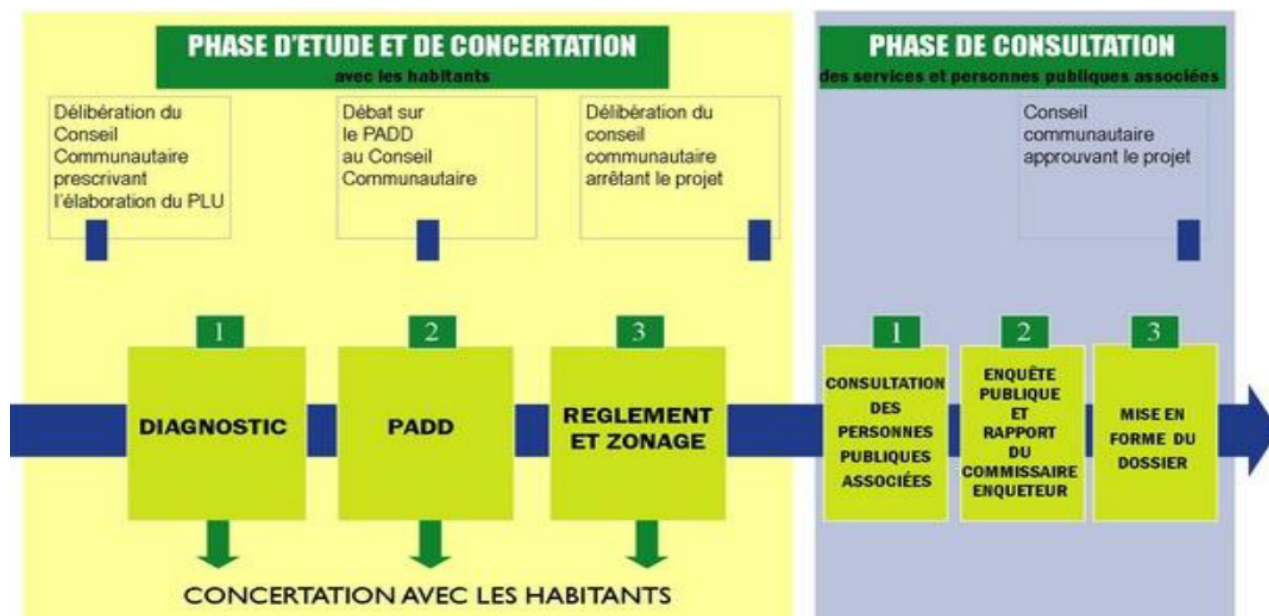 PHASE D'ETUDE ET DE CONCERTATION
avec les habitants
Délibération du
Conseil
Communautaire
prescrivant
l'élaboration du PLU
Débat sur
le PADD
au Conseil
Communautaire
Délibération du
conseil
communautaire
arrêtant le projet
1
DIAGNOSTIC
2
PADD
3
REGLEMENT
ET ZONAGE
CONCERTATION AVEC LES HABITANTS
PHASE DE CONSULTATION
des services et personnes publiques associées
Conseil
communautaire
approuvant le projet
1
CONSULTATION
DES
PERSONNES
PUBLIQUES
ASSOCIÉES
2
ENQUÊTE
PUBLIQUE
ET
RAPPORT
DU
COMMISSAIRE
ENQUETEUR
3
MISE EN
FORME DU
DOSSIER